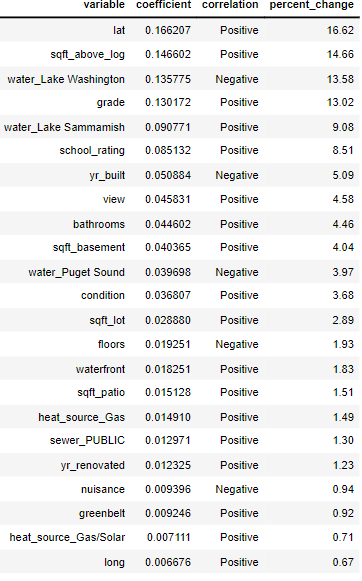 variable coefficient correlation percent_change
lat 0.166207 Positive 16.62
sqft_above_log 0.146602 Positive 14.66
water_Lake Washington 0.135775 Negative 13.58
grade 0.130172 Positive 13.02
water_Lake Sammamish 0.090771 Positive 9.08
school_rating 0.085132 Positive 8.51
yr_built 0.050884 Negative 5.09
view 0.045831 Positive 4.58
bathrooms 0.044602 Positive 4.46
sqft_basement 0.040365 Positive 4.04
water_Puget Sound 0.039698 Negative 3.97
condition 0.036807 Positive 3.68
sqft_lot 0.028880 Positive 2.89
floors 0.019251 Negative 1.93
waterfront 0.018251 Positive 1.83
sqft_patio 0.015128 Positive 1.51
heat_source_Gas 0.014910 Positive 1.49
sewer_PUBLIC 0.012971 Positive 1.30
yr_renovated 0.012325 Positive 1.23
nuisance 0.009396 Negative 0.94
greenbelt 0.009246 Positive 0.92
heat_source_Gas/Solar 0.007111 Positive 0.71
long 0.006676 Positive 0.67